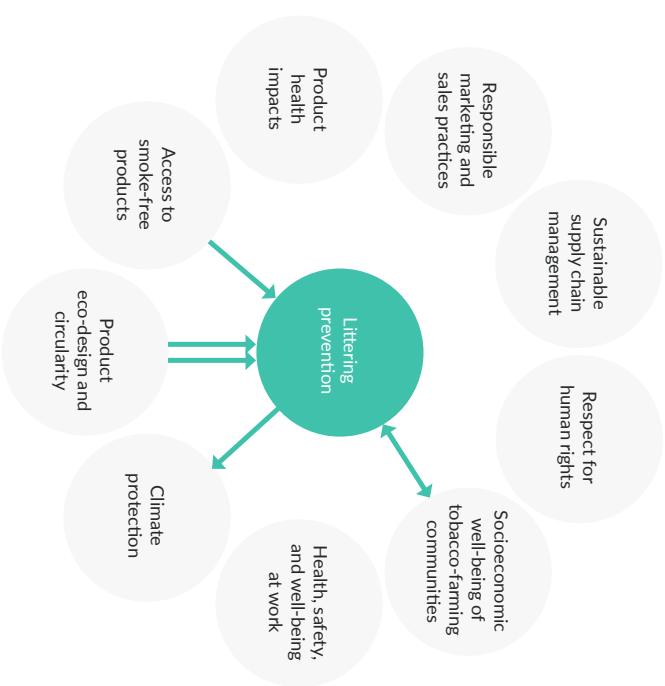 Product
health
impacts
Responsible
marketing and
sales practices
Sustainable
supply chain
management
Respect for
human rights
Socioeconomic
well-being of
tobacco-farming
communities
Health, safety,
and well-being
at work
Climate
protection
Product
eco-design and
circularity
Access to
smoke-free
products
Littering
prevention